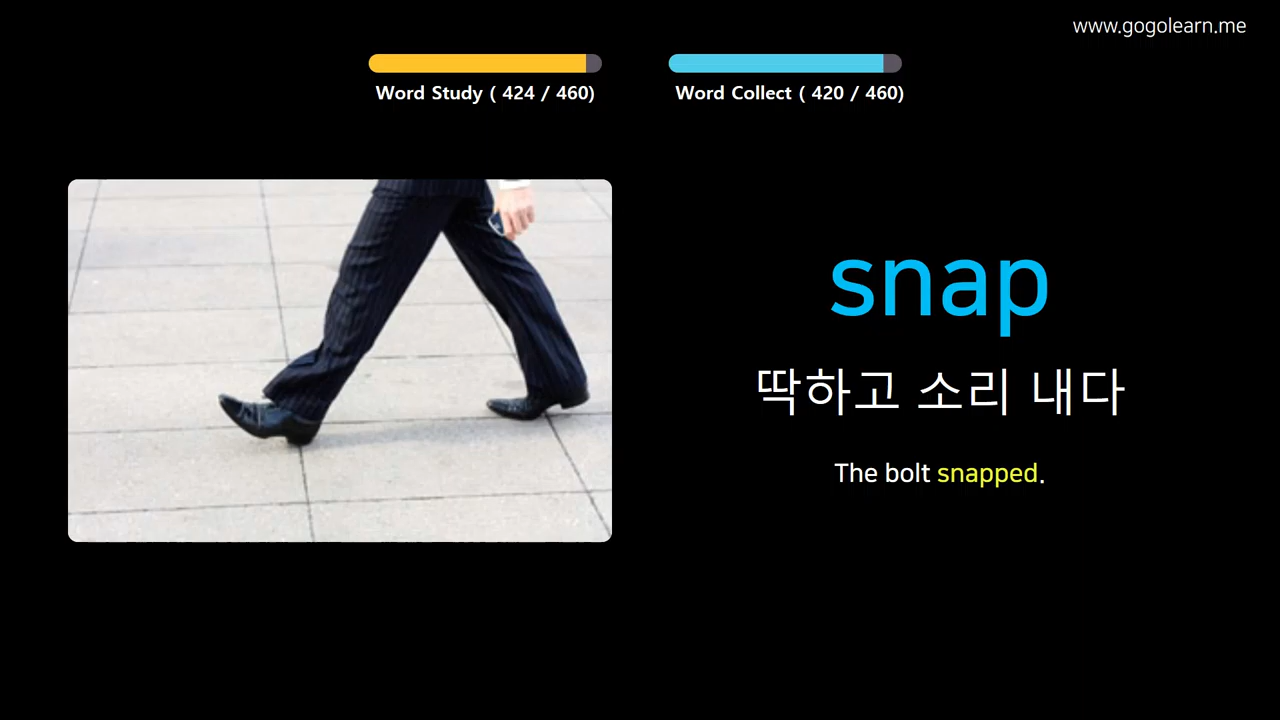 www.gogolearn.me
Word Study ( 424 / 460)
Word Collect ( 420 / 460)
snap
딱하고 소리 내다
The bolt snapped.